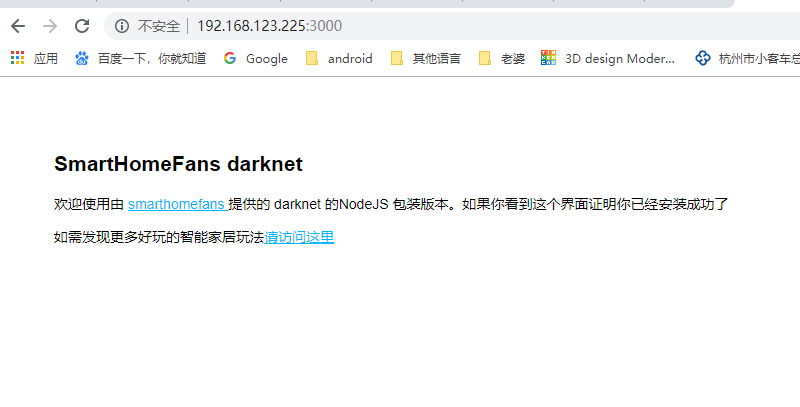 不安全 192.168.123.225:3000
应用 百度一下，你就知道 Google android 其他语言 老婆 3D design Moder... 杭州市小客车总
SmartHomeFans darknet
欢迎使用由 smarthomefans 提供的 darknet 的NodeJS 包装版本。如果你看到这个界面证明你已经安装成功了
如需发现更多好玩的智能家居玩法请访问这里